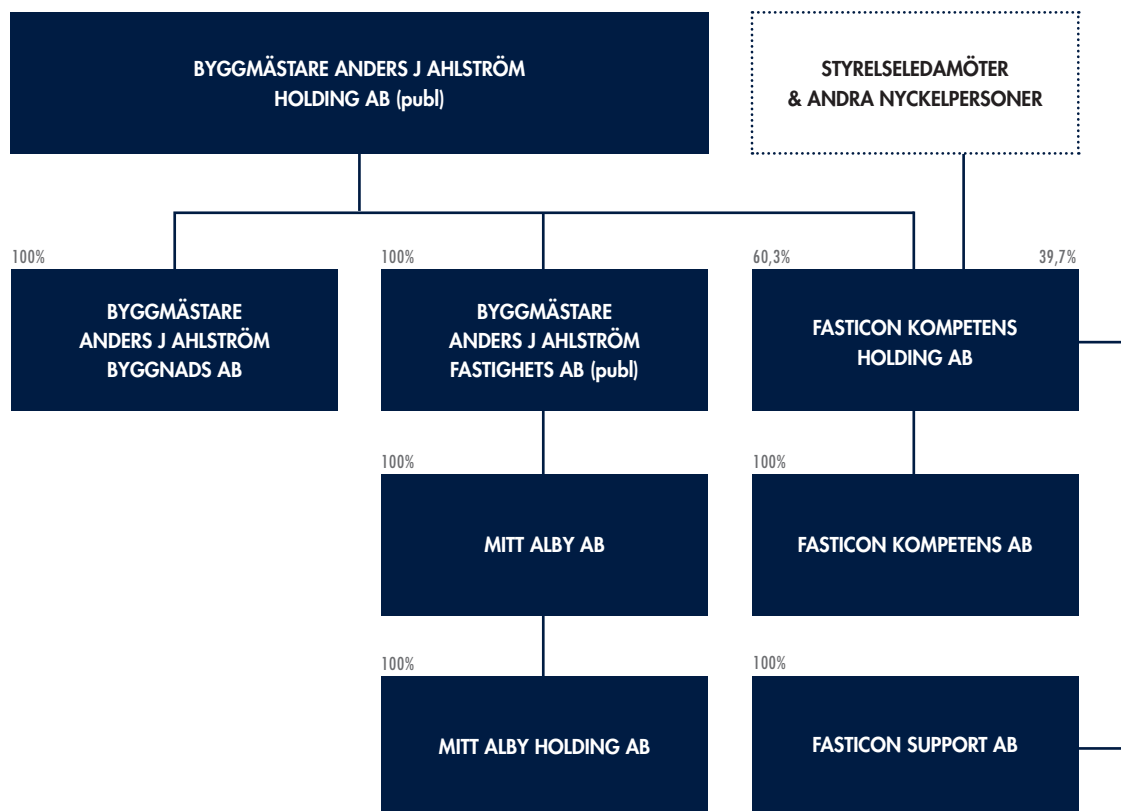 BYGGMÄSTARE ANDERS J AHLSTRÖM
HOLDING AB (publ)
STYRELSELEDAMÖTER
& ANDRA NYCKELPERSONER
100%
BYGGMÄSTARE
ANDERS J AHLSTRÖM
BYGGNADS AB
100%
BYGGMÄSTARE
ANDERS J AHLSTRÖM
FASTIGHETS AB (publ)
60,3%
39,7%
FASTICON KOMPETENS
HOLDING AB
100%
MITT ALBY AB
100%
FASTICON KOMPETENS AB
100%
MITT ALBY HOLDING AB
100%
FASTICON SUPPORT AB